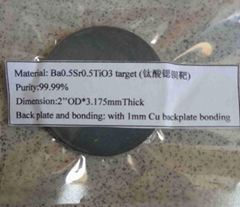 Material: Ba0.5Sr0.5TiO3 target (钛酸锶钡靶)
Purity:99.99%
Dimension:2’’OD*3.175mmThick
Back plate and bonding: with 1mm Cu backplate bonding